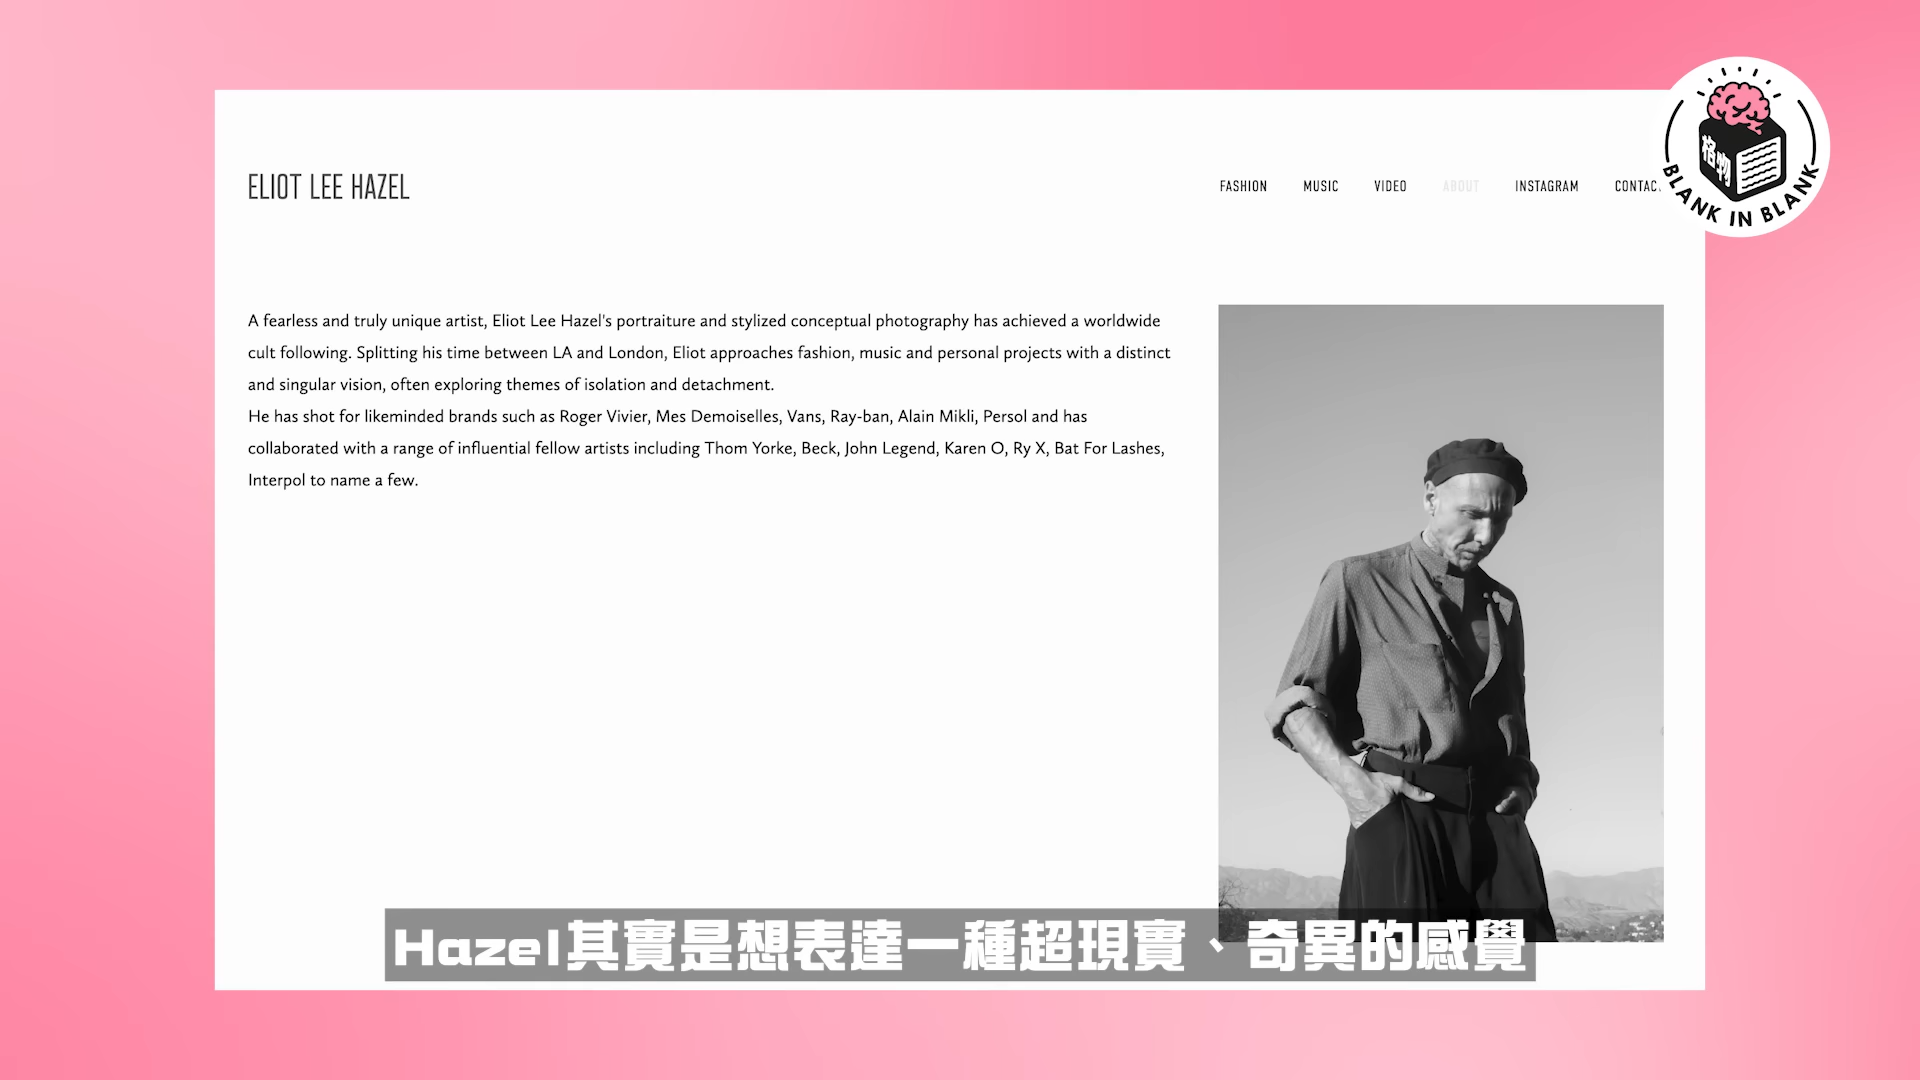 ELIOT LEE HAZEL
FASHION MUSIC VIDEO ABOUT INSTAGRAM CONTAC
格物
BLANK IN BLANK
A fearless and truly unique artist, Eliot Lee Hazel's portraiture and stylized conceptual photography has achieved a worldwide
cult following. Splitting his time between LA and London, Eliot approaches fashion, music and personal projects with a distinct
and singular vision, often exploring themes of isolation and detachment.
He has shot for likeminded brands such as Roger Vivier, Mes Demoiselles, Vans, Ray-ban, Alain Mikli, Persol and has
collaborated with a range of influential fellow artists including Thom Yorke, Beck, John Legend, Karen O, Ry X, Bat For Lashes,
Interpol to name a few.
Hazel其實是想表達一種超現實、奇異的感覺